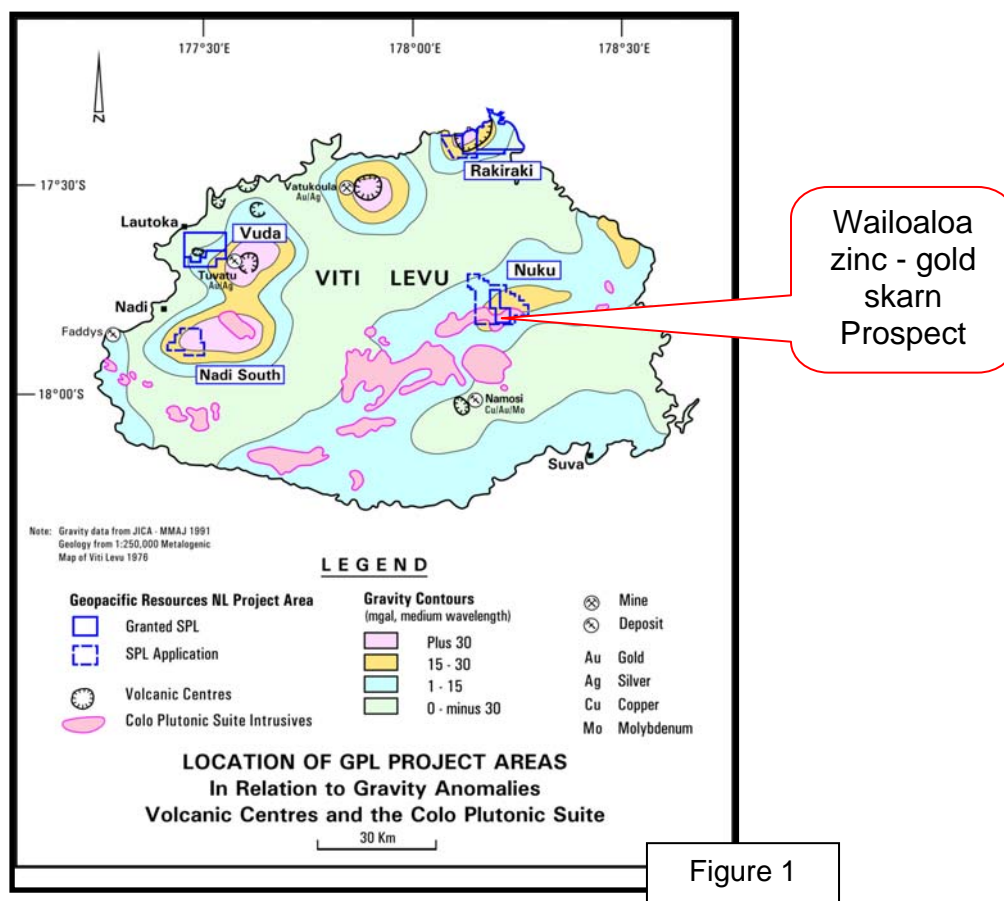 177°30'E
178°00'E
178°30'E
N
17°30'S
18°00'S
Rakiraki
Vatukoula
Au/Ag
Lautoka
Vuda
Tuvatu
Au/Ag
VITI LEVU
Nuku
Nadi
Faddys
Nadi South
Namosi
Cu/Au/Mo
Suva
Wailoaloa
zinc - gold
skarn
Prospect
Note: Gravity data from JICA - MMAJ 1991
Geology from 1:250,000 Metalogenic
Map of Viti Levu 1976
LEGEND
Geopacific Resources NL Project Area
Granted SPL
SPL Application
Volcanic Centres
Colo Plutonic Suite Intrusives
Gravity Contours
(mgal, medium wavelength)
Plus 30
15 - 30
1 - 15
0 - minus 30
Mine
Deposit
Au Gold
Ag Silver
Cu Copper
Mo Molybdenum
LOCATION OF GPL PROJECT AREAS
In Relation to Gravity Anomalies
Volcanic Centres and the Colo Plutonic Suite
30 Km
Figure 1